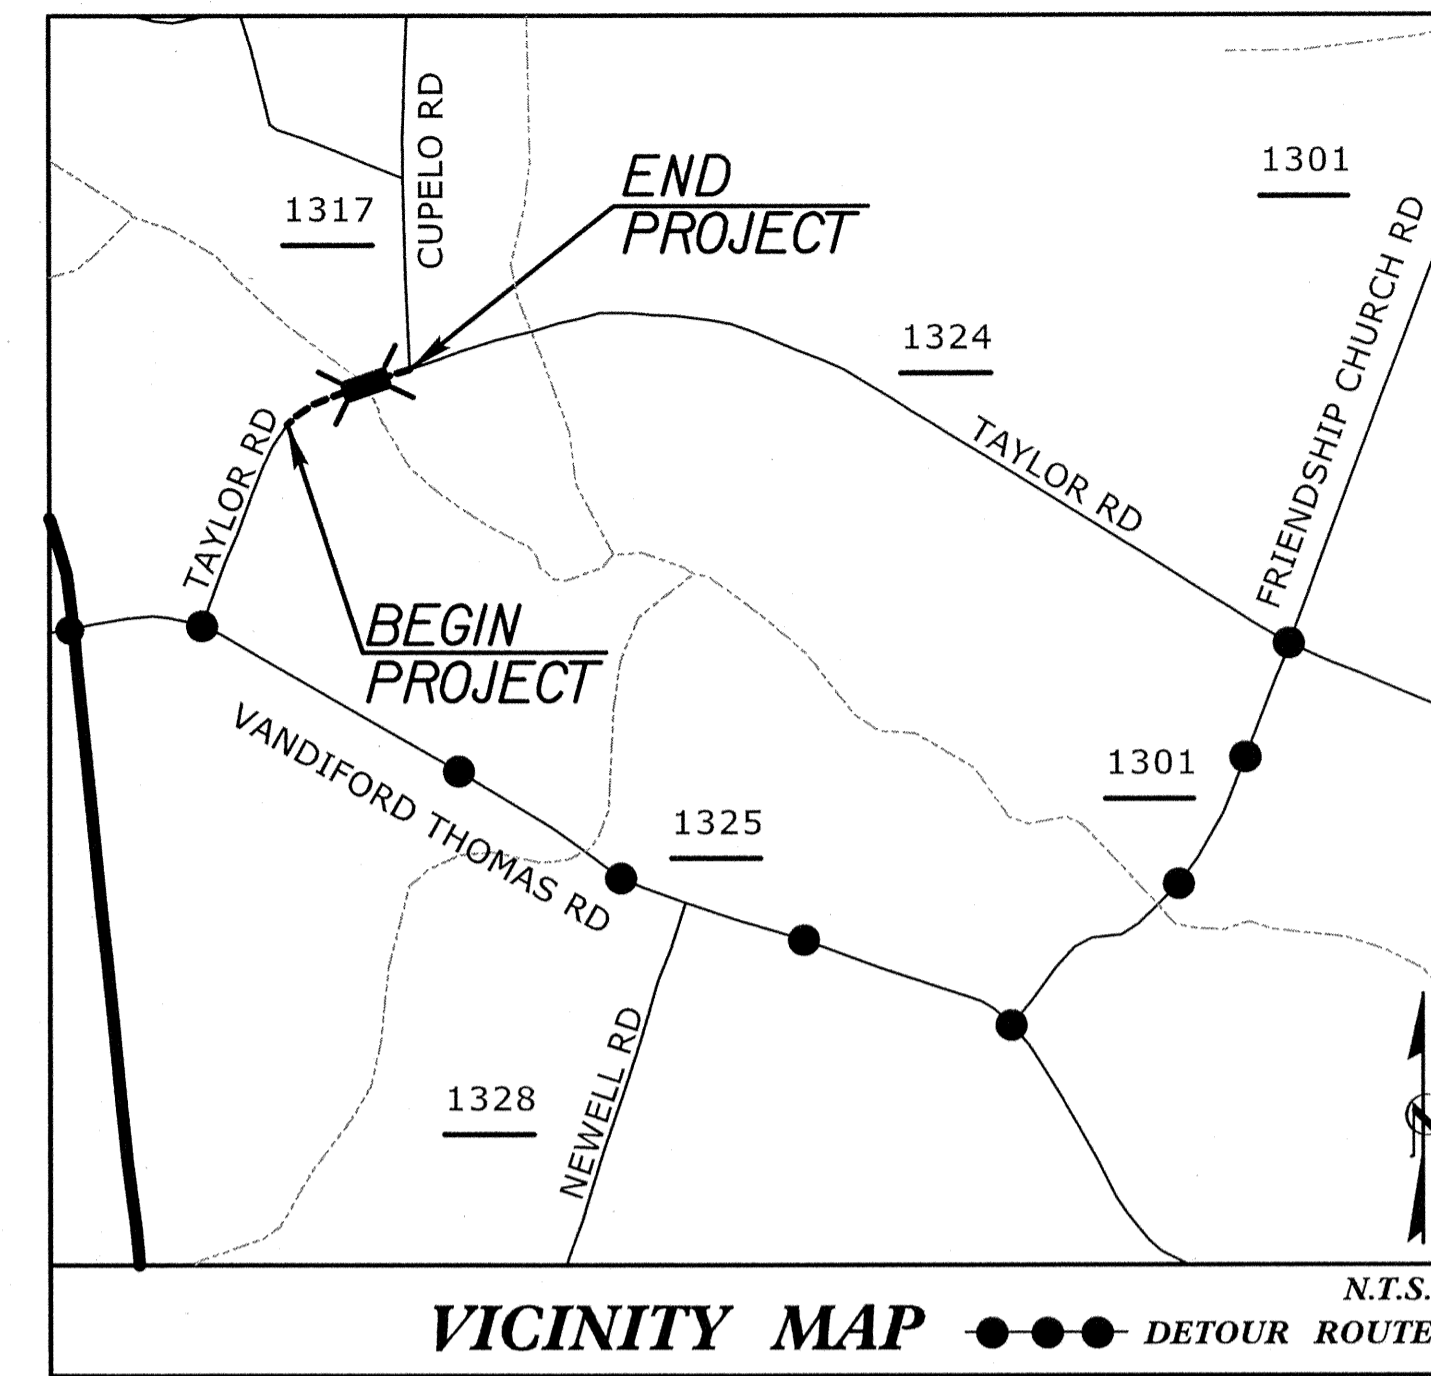 CUPELO RD
1317
END
PROJECT
1301
FRIENDSHIP CHURCH RD
1324
TAYLOR RD
TAYLOR RD
BEGIN
PROJECT
VANDIFORD THOMAS RD
1325
1301
1328
NEWELL RD
N
N.T.S.
VICINITY MAP
DETOUR ROUTE